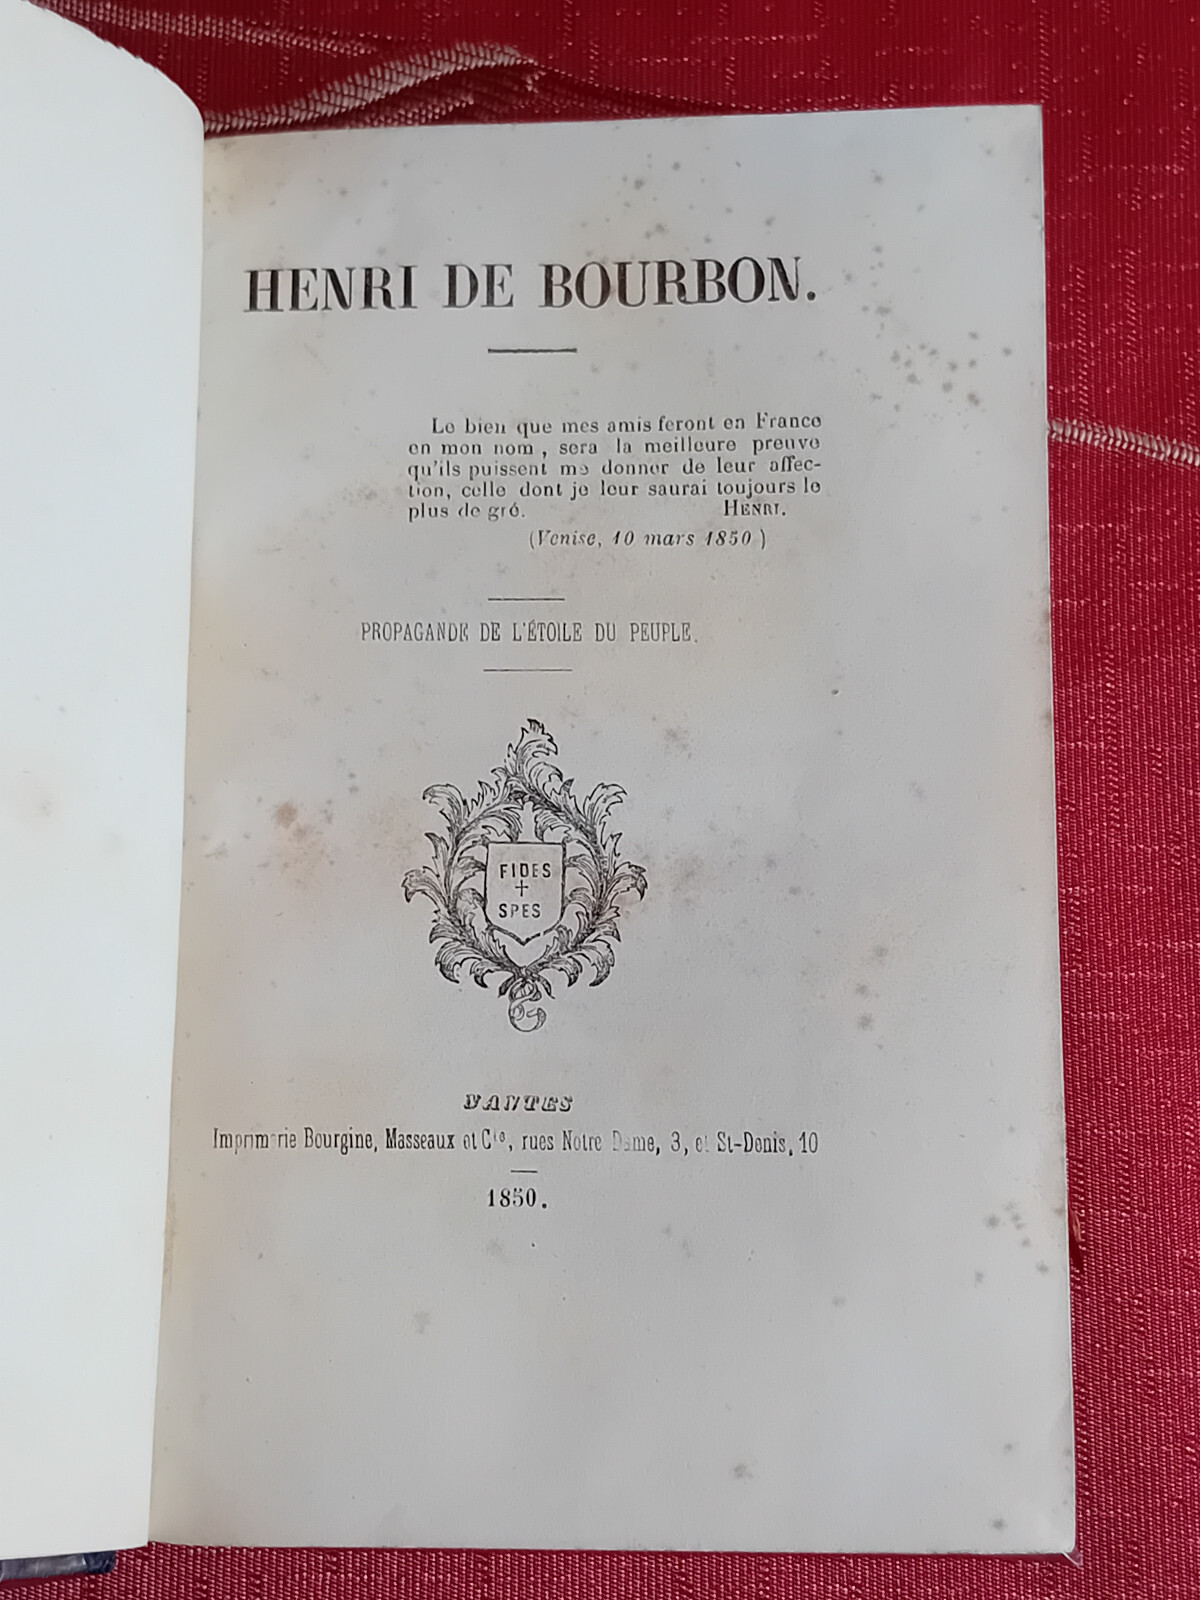 HENRI DE BOURBON.
Le bien que mes amis feront en France
en mon nom, sera la meilleure preuve
qu'ils puissent me donner de leur affec-
tion, celle dont je leur saurai toujours le
plus de gré. HENRI.
(Venise, 10 mars 1850)
PROPAGANDE DE L'ÉTOILE DU PEUPLE.
FIDES
+
SPES
NANTES
Imprimerie Bourgine, Masseaux et Cie, rues Notre Dame, 3, et St-Denis, 10
1850.